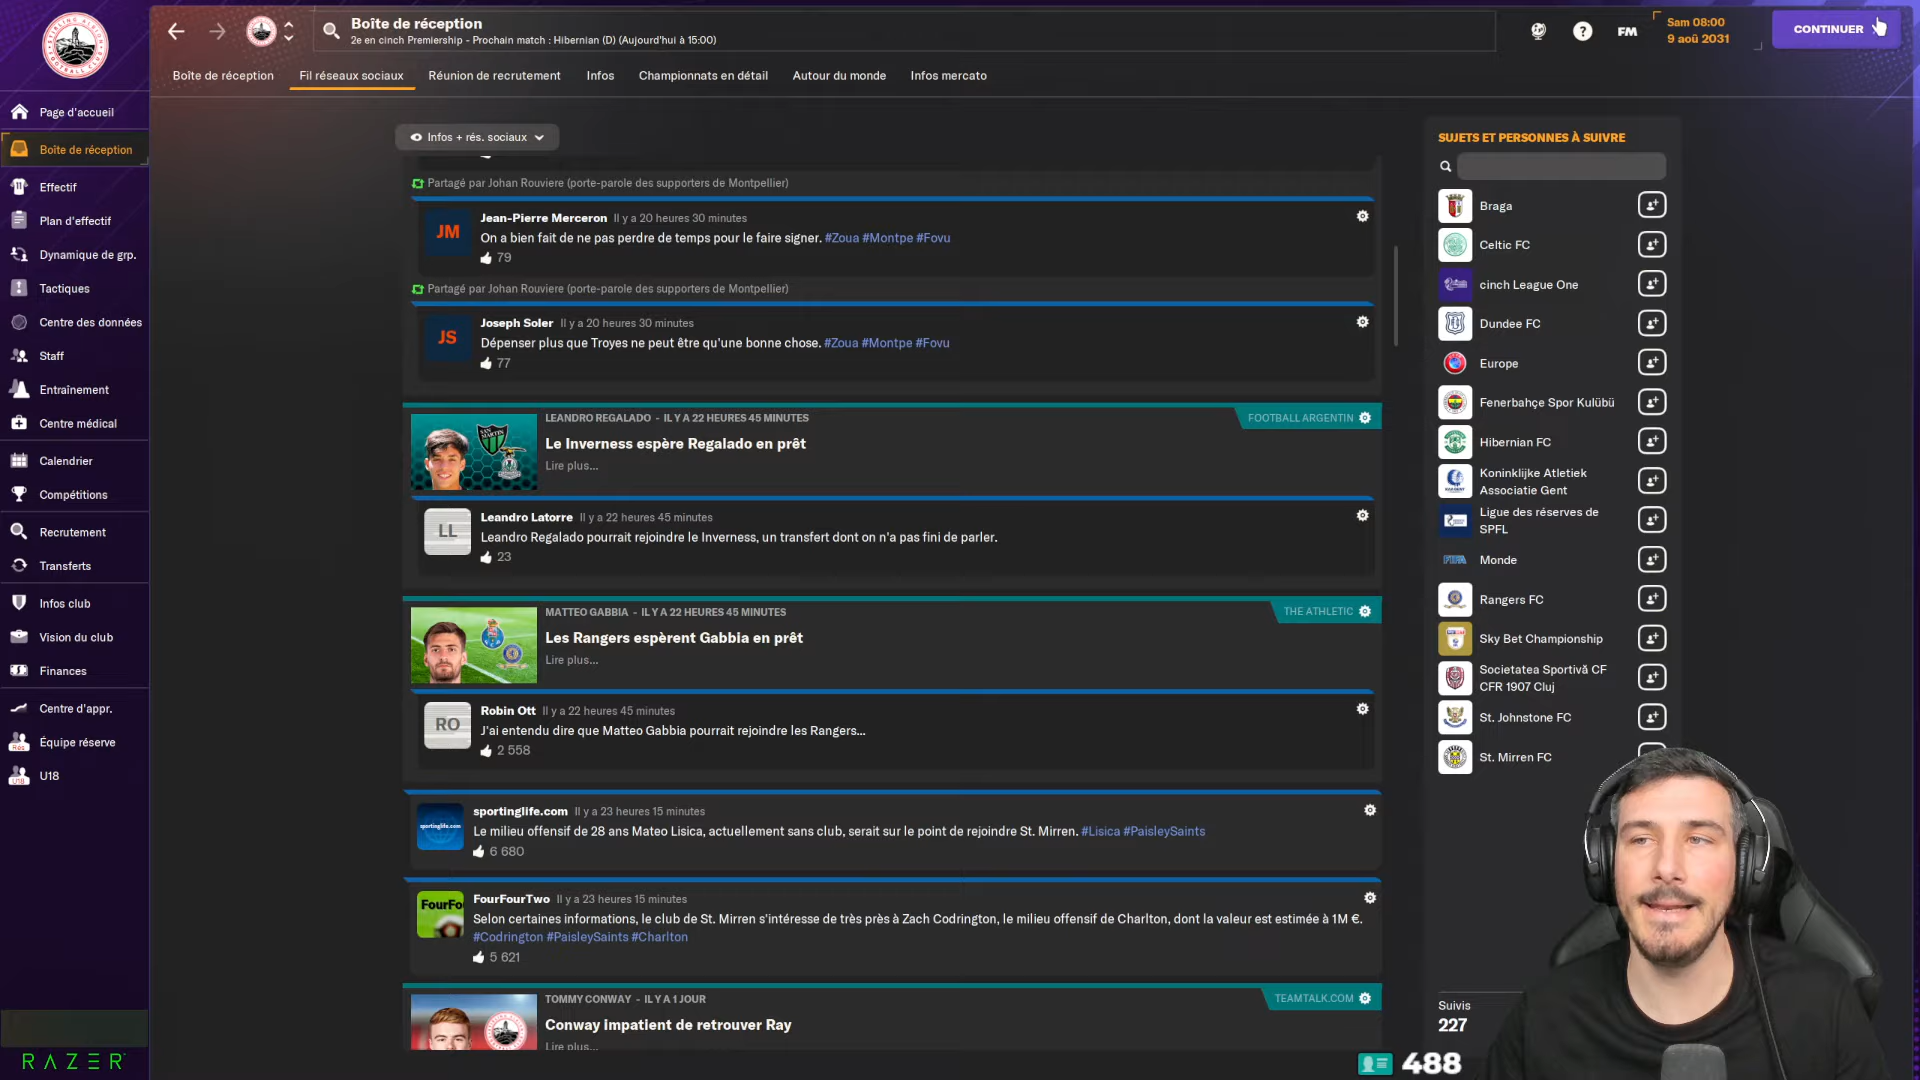 Boîte de réception
2e en cinch Premiership - Prochain match : Hibernian (D) (Aujourd'hui à 15:00)
FM
Sam 08:00
9 aoû 2031
CONTINUER
Boîte de réception
Fil réseaux sociaux
Réunion de recrutement
Infos
Championnats en détail
Autour du monde
Infos mercato
Page d'accueil
Boîte de réception
Effectif
Plan d'effectif
Dynamique de grp.
Tactiques
Centre des données
Staff
Entraînement
Centre médical
Calendrier
Compétitions
Recrutement
Transferts
Infos club
Vision du club
Finances
Centre d'appr.
Équipe réserve
U18
RAZER
Infos + rés. sociaux
Partagé par Johan Rouviere (porte-parole des supporters de Montpellier)
JM
Jean-Pierre Merceron Il y a 20 heures 30 minutes
On a bien fait de ne pas perdre de temps pour le faire signer. #Zoua #Montpe #Fovu
79
Partagé par Johan Rouviere (porte-parole des supporters de Montpellier)
JS
Joseph Soler Il y a 20 heures 30 minutes
Dépenser plus que Troyes ne peut être qu'une bonne chose. #Zoua #Montpe #Fovu
77
LEANDRO REGALADO - IL Y A 22 HEURES 45 MINUTES
FOOTBALL ARGENTIN
Le Inverness espère Regalado en prêt
Lire plus...
LL
Leandro Latorre Il y a 22 heures 45 minutes
Leandro Regalado pourrait rejoindre le Inverness, un transfert dont on n'a pas fini de parler.
23
MATTEO GABBIA - IL Y A 22 HEURES 45 MINUTES
THE ATHLETIC
Les Rangers espèrent Gabbia en prêt
Lire plus...
RO
Robin Ott Il y a 22 heures 45 minutes
J'ai entendu dire que Matteo Gabbia pourrait rejoindre les Rangers...
2 558
sportinglife.com
sportinglife.com Il y a 23 heures 15 minutes
Le milieu offensif de 28 ans Mateo Lisica, actuellement sans club, serait sur le point de rejoindre St. Mirren. #Lisica #PaisleySaints
6 680
FourFo
FourFourTwo Il y a 23 heures 15 minutes
Selon certaines informations, le club de St. Mirren s'intéresse de très près à Zach Codrington, le milieu offensif de Charlton, dont la valeur est estimée à 1M €.
#Codrington #PaisleySaints #Charlton
5 621
TOMMY CONWAY - IL Y A 1 JOUR
TEAMTALK.COM
Conway impatient de retrouver Ray
Lire plus...
SUJETS ET PERSONNES À SUIVRE
Braga
Celtic FC
cinch League One
Dundee FC
Europe
Fenerbahçe Spor Kulübü
Hibernian FC
Koninklijke Atletiek
Associatie Gent
Ligue des réserves de
SPFL
Monde
Rangers FC
Sky Bet Championship
Societatea Sportivă CF
CFR 1907 Cluj
St. Johnstone FC
St. Mirren FC
Suivis
227
488